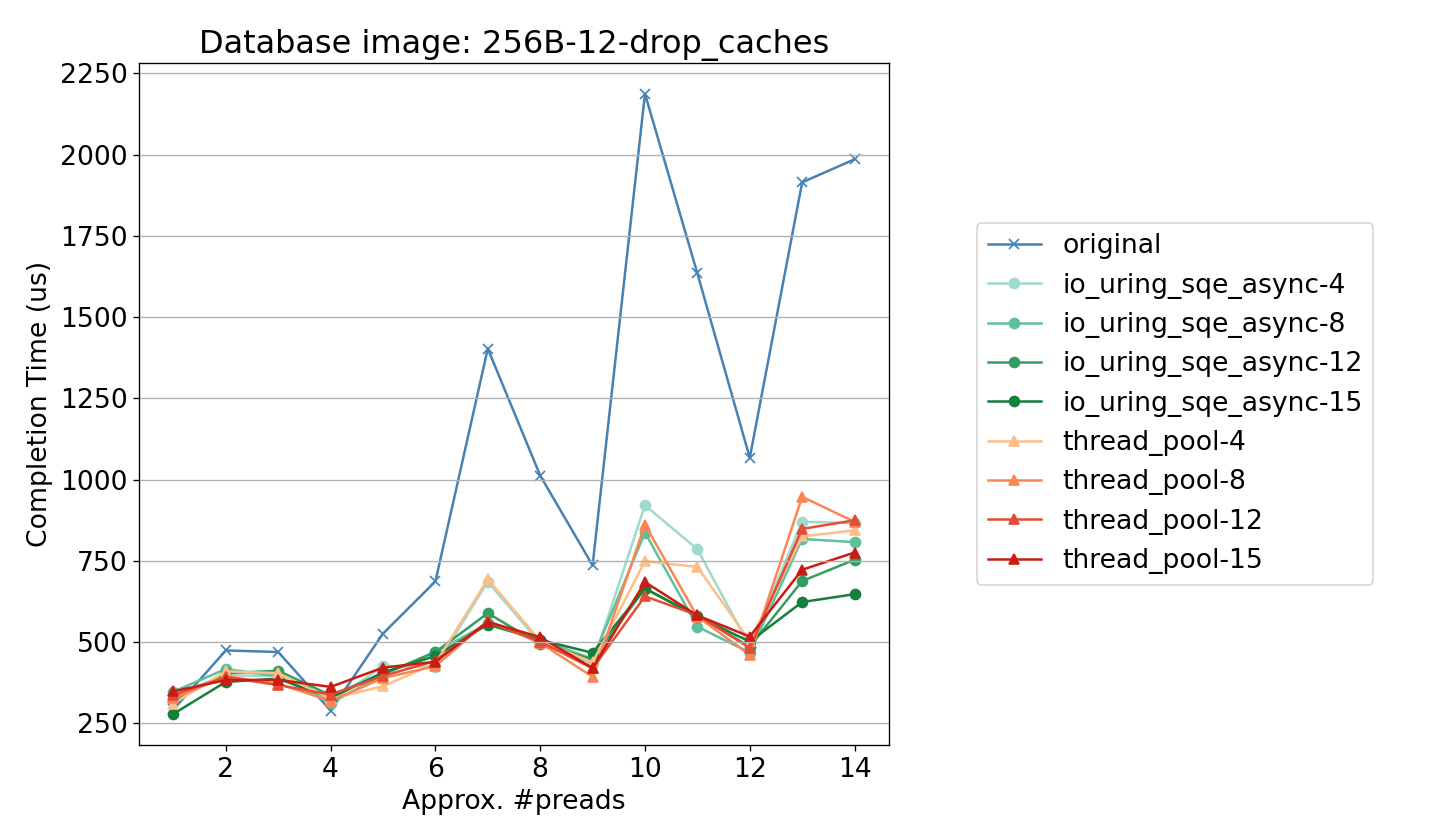 Database image: 256B-12-drop_caches
2250
2000
1750
1500
1250
1000
750
500
250
Completion Time (us)
2 4 6 8 10 12 14
Approx. #preads
original
io_uring_sqe_async-4
io_uring_sqe_async-8
io_uring_sqe_async-12
io_uring_sqe_async-15
thread_pool-4
thread_pool-8
thread_pool-12
thread_pool-15